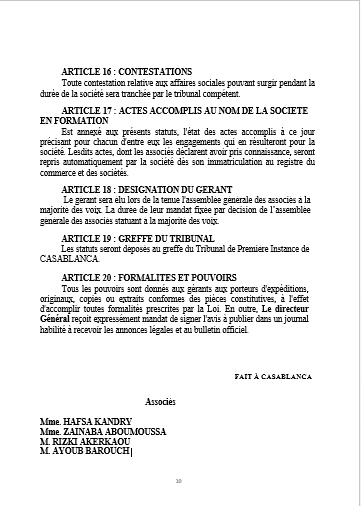 ARTICLE 16 : CONTESTATIONS
Toute contestation relative aux affaires sociales pouvant surgir pendant la
durée de la société sera tranchée par le tribunal compétent.
ARTICLE 17 : ACTES ACCOMPLIS AU NOM DE LA SOCIETE
EN FORMATION
Est annexé aux présents statuts, l'état des actes accomplis à ce jour
précisant pour chacun d'entre eux les engagements qui en résulteront pour la
société. Lesdits actes, dont les associés déclarent avoir pris connaissance, seront
repris automatiquement par la société dès son immatriculation au registre du
commerce et des sociétés.
ARTICLE 18 : DESIGNATION DU GERANT
Le gérant sera elu lors de la tenue l'assemblee generale des associes a la
majorite des voix. La duree de leur mandat fixee par decision de l'assemblee
generale des associes statuant a la majorite des voix.
ARTICLE 19 : GREFFE DU TRIBUNAL
Les statuts seront deposes au greffe du Tribunal de Premiere Instance de
CASABLANCA.
ARTICLE 20 : FORMALITES ET POUVOIRS
Tous les pouvoirs sont donnés aux gérants aux porteurs d'expéditions,
originaux, copies ou extraits conformes des pièces constitutives, à l'effet
d'accomplir toutes formalités prescrites par la Loi. En outre, Le directeur
Général reçoit expressément mandat de signer l'avis à publier dans un journal
habilité à recevoir les annonces légales et au bulletin officiel.
FAIT À CASABLANCA
Associés
Mme. HAFSA KANDRY
Mme. ZAINABA ABOUMOUSSA
M. RIZKI AKERKAOU
M. AYOUB BAROUCH
10